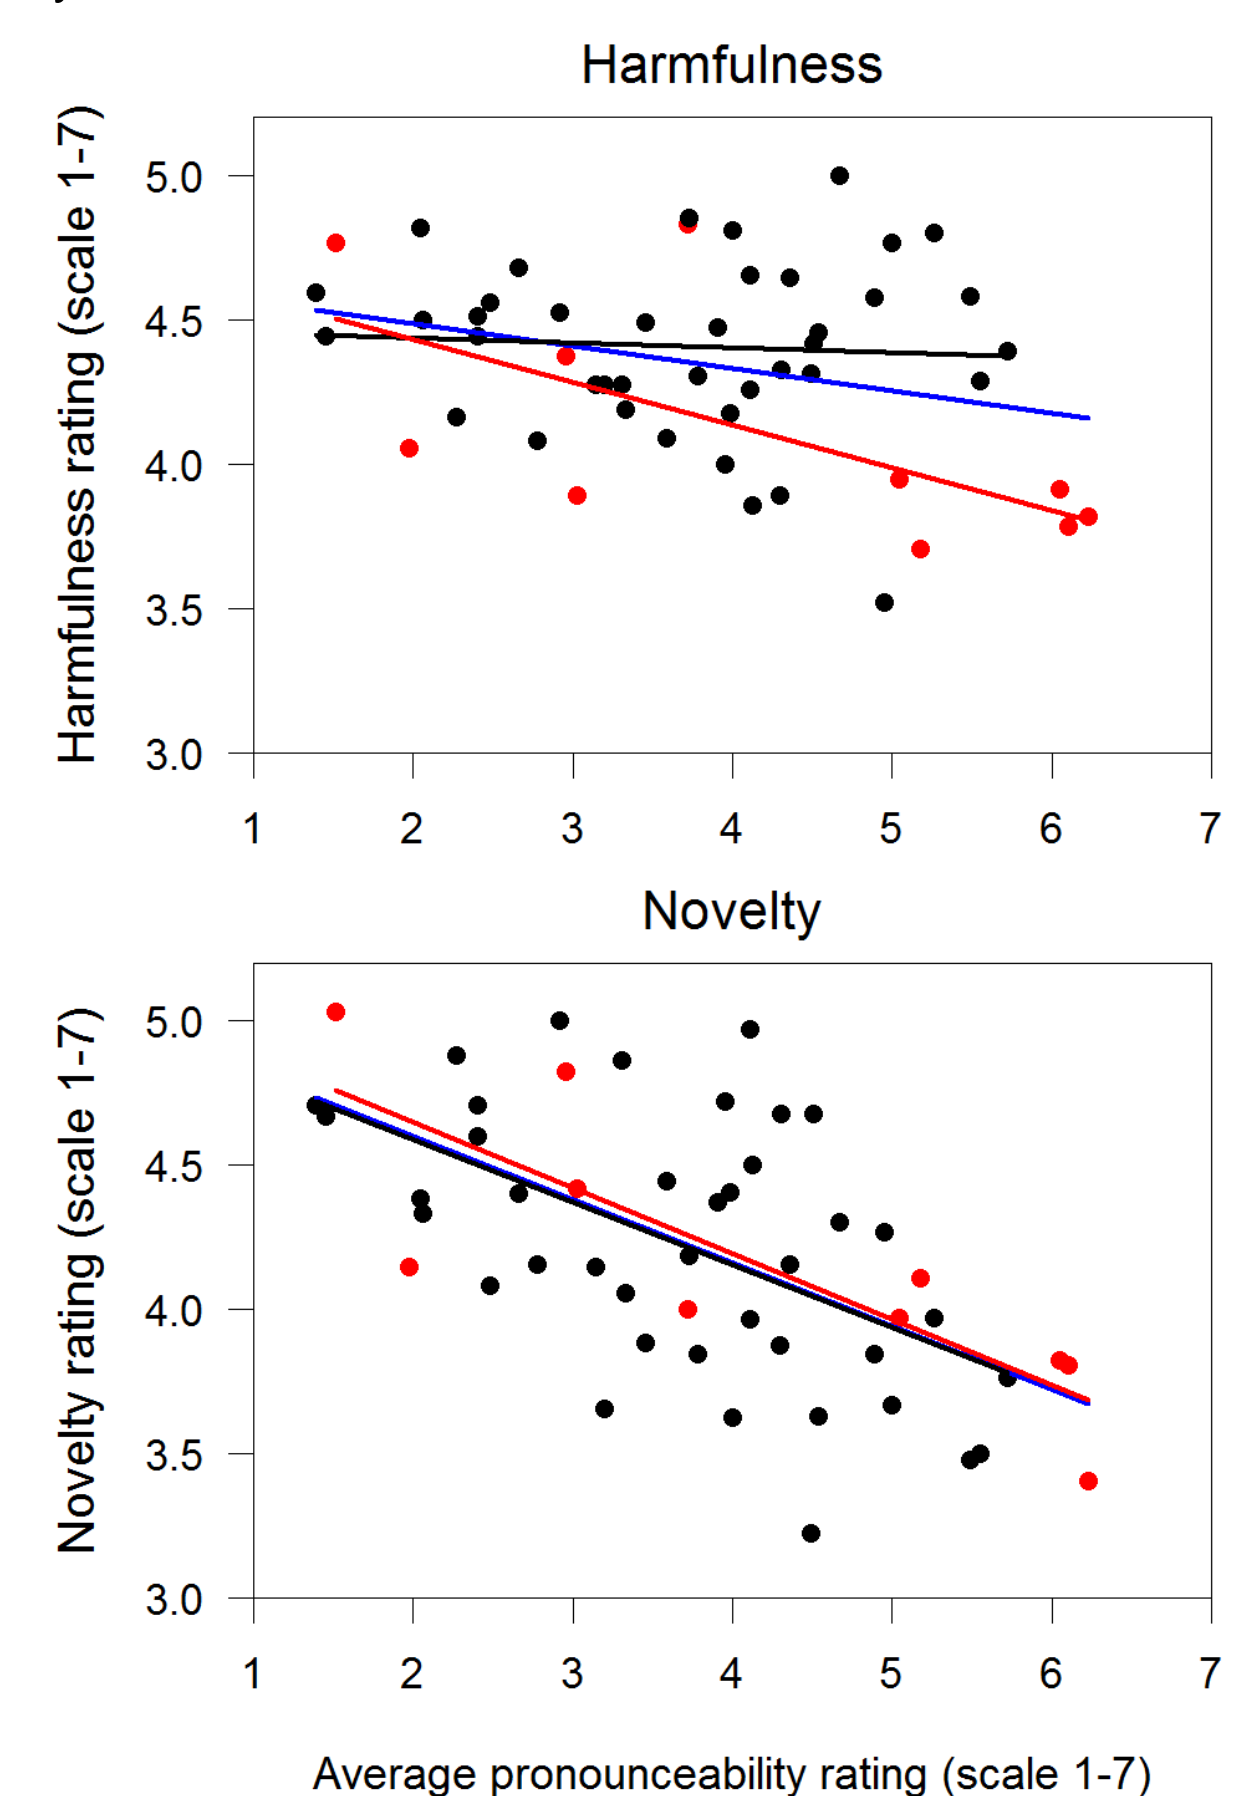 Harmfulness
Harmfulness rating (scale 1-7)
5.0
4.5
4.0
3.5
3.0
1 2 3 4 5 6 7
Novelty
Novelty rating (scale 1-7)
5.0
4.5
4.0
3.5
3.0
1 2 3 4 5 6 7
Average pronounceability rating (scale 1-7)